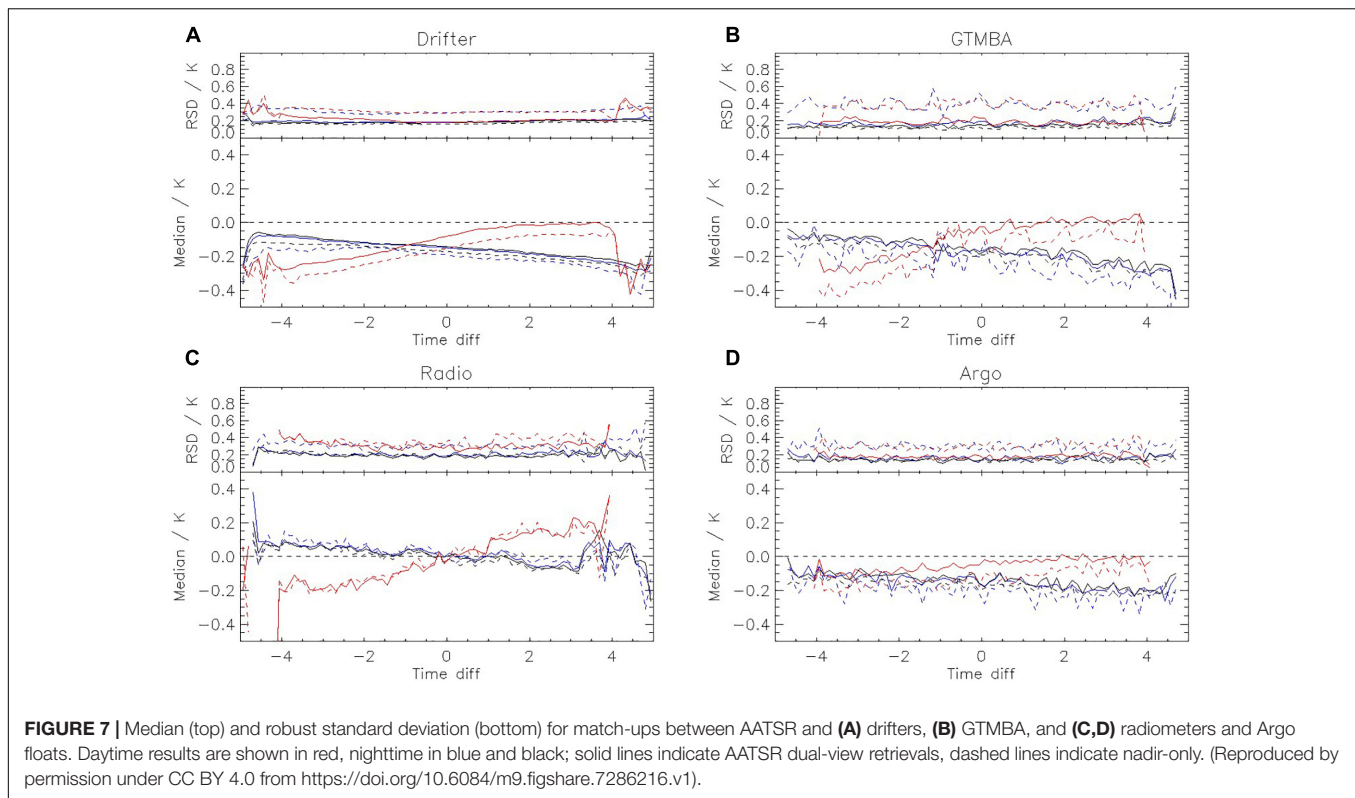 A
Drifter
RSD / K
0.8
0.6
0.4
0.2
0.0
Median / K
0.4
0.2
0.0
−0.2
−0.4
−4
−2
0
2
4
Time diff
B
GTMBA
RSD / K
0.8
0.6
0.4
0.2
0.0
Median / K
0.4
0.2
0.0
−0.2
−0.4
−4
−2
0
2
4
Time diff
C
Radio
RSD / K
0.8
0.6
0.4
0.2
0.0
Median / K
0.4
0.2
0.0
−0.2
−0.4
−4
−2
0
2
4
Time diff
D
Argo
RSD / K
0.8
0.6
0.4
0.2
0.0
Median / K
0.4
0.2
0.0
−0.2
−0.4
−4
−2
0
2
4
Time diff
FIGURE 7 | Median (top) and robust standard deviation (bottom) for match-ups between AATSR and (A) drifters, (B) GTMBA, and (C,D) radiometers and Argo
floats. Daytime results are shown in red, nighttime in blue and black; solid lines indicate AATSR dual-view retrievals, dashed lines indicate nadir-only. (Reproduced by
permission under CC BY 4.0 from https://doi.org/10.6084/m9.figshare.7286216.v1).